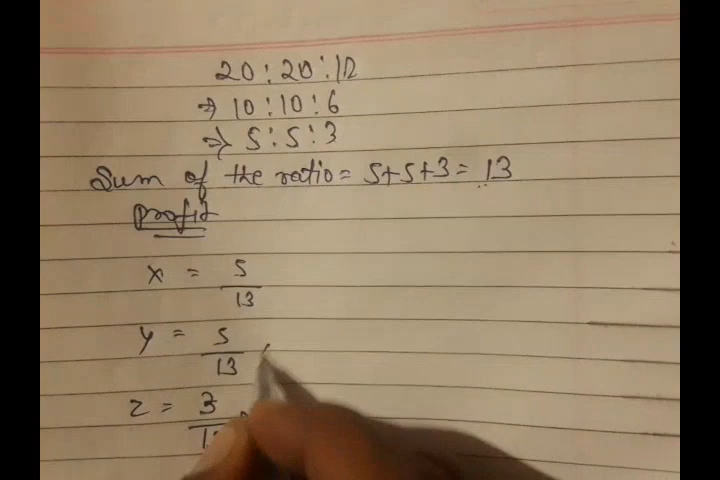 20:20:12
⇒ 10:10:6
⇒ 5:5:3
Sum of the ratio = 5+5+3 = 13
Profit
x = 5/13
y = 5/13
z = 3/